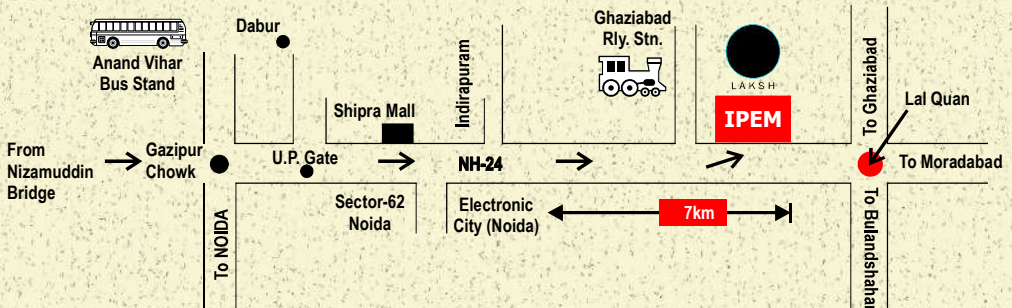 Dabur
Anand Vihar
Bus Stand
Ghaziabad
Rly. Stn.
LAKSH
IPEM
Indirapuram
Shipra Mall
To Ghaziabad
Lal Quan
From
Nizamuddin
Bridge
Gazipur
Chowk
U.P. Gate
NH-24
To Moradabad
Sector-62
Noida
Electronic
City (Noida)
7km
To NOIDA
To Bulandshahar